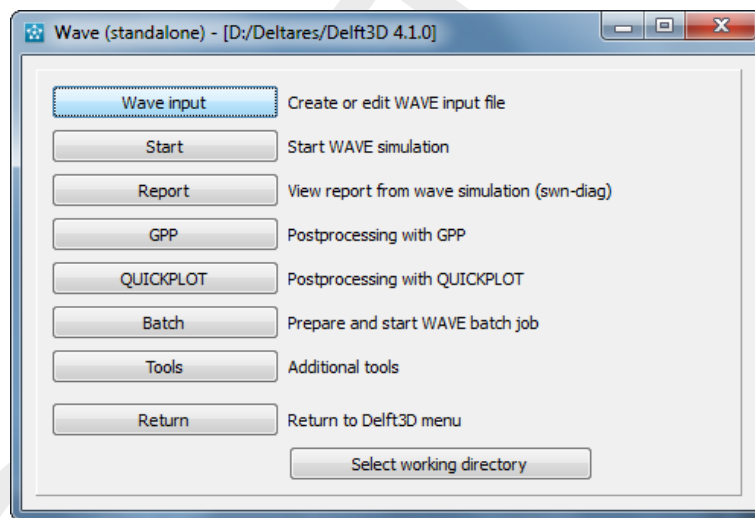 Wave (standalone) - [D:/Deltares/Delft3D 4.1.0]
Wave input Create or edit WAVE input file
Start Start WAVE simulation
Report View report from wave simulation (swn-diag)
GPP Postprocessing with GPP
QUICKPLOT Postprocessing with QUICKPLOT
Batch Prepare and start WAVE batch job
Tools Additional tools
Return Return to Delft3D menu
Select working directory